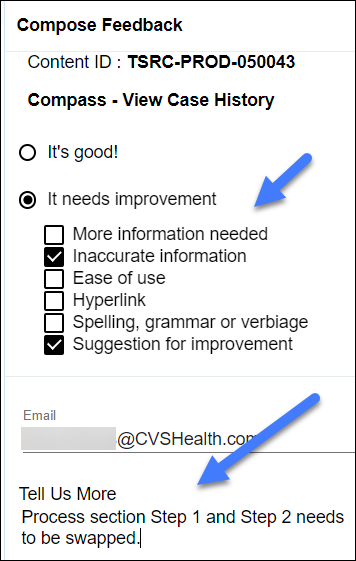 Compose Feedback
Content ID : TSRC-PROD-050043
Compass - View Case History
It's good!
It needs improvement
More information needed
Inaccurate information
Ease of use
Hyperlink
Spelling, grammar or verbiage
Suggestion for improvement
Email
@CVSHealth.com
Tell Us More
Process section Step 1 and Step 2 needs
to be swapped.